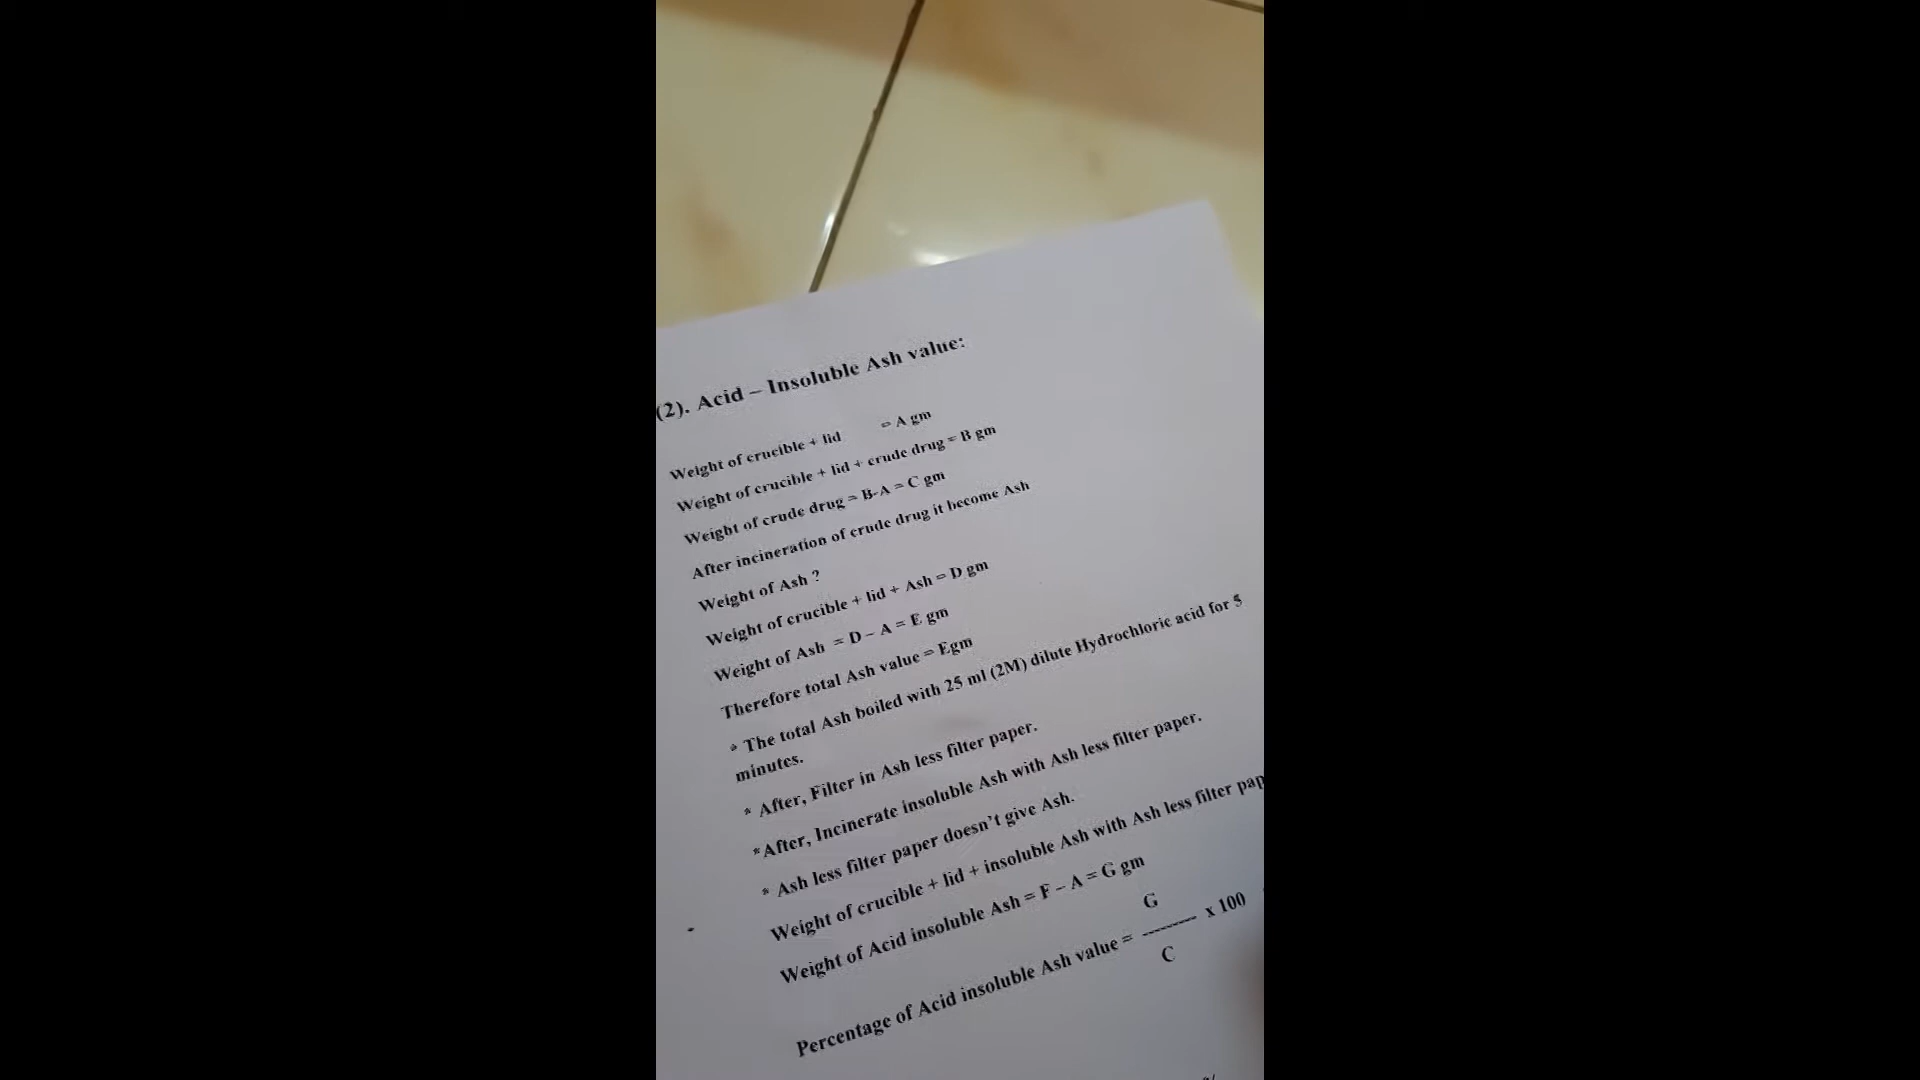 (2). Acid – Insoluble Ash value:
Weight of crucible + lid = A gm
Weight of crucible + lid + crude drug = B gm
Weight of crude drug = B-A = C gm
After incineration of crude drug it become Ash
Weight of Ash ?
Weight of crucible + lid + Ash = D gm
Weight of Ash = D – A = E gm
Therefore total Ash value = Egm
* The total Ash boiled with 25 ml (2M) dilute Hydrochloric acid for 5
minutes.
* After, Filter in Ash less filter paper.
*After, Incinerate insoluble Ash with Ash less filter paper.
* Ash less filter paper doesn't give Ash.
Weight of crucible + lid + insoluble Ash with Ash less filter pap
Weight of Acid insoluble Ash = F – A = G gm
G
Percentage of Acid insoluble Ash value = -------- x 100
C